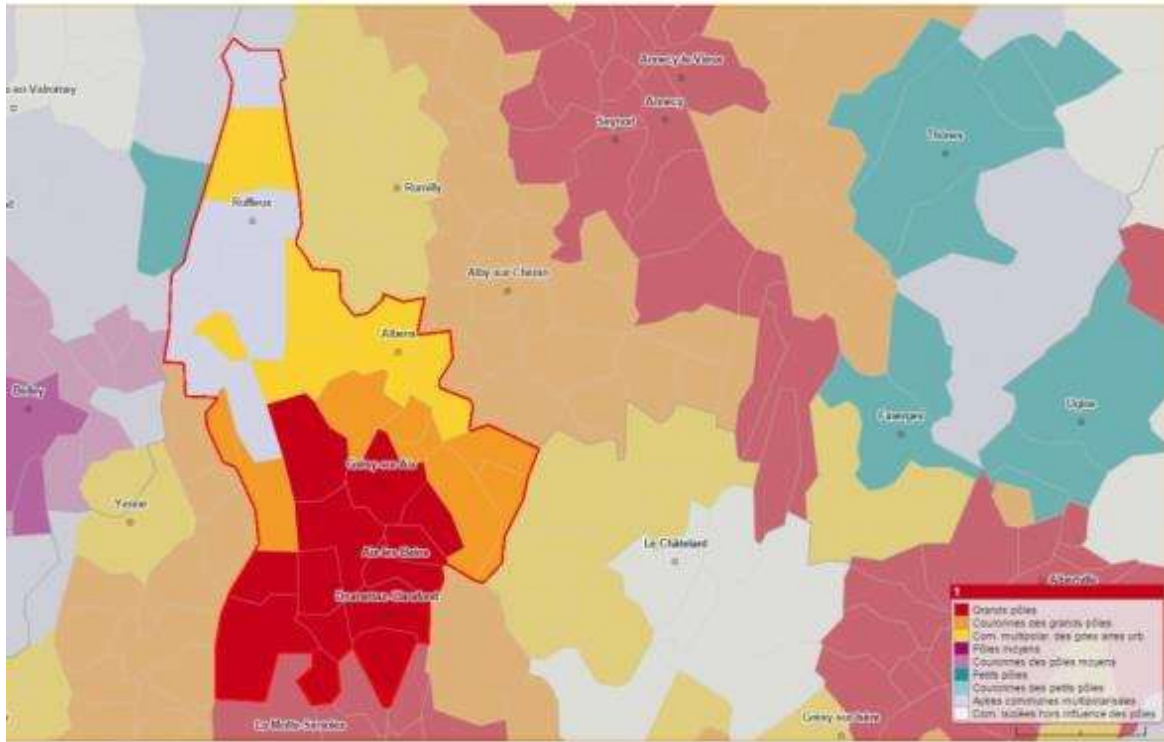 Annecy-le-Vieux
Annecy
Seynod
Thônes
Rumilly
Ruffieux
Alby-sur-Chéran
Albens
Belley
Faverges
Ugine
Grésy-sur-Aix
Yenne
Aix-les-Bains
Le Châtelard
Drumettaz-Clarafond
Albertville
La Motte-Servolex
Grésy-sur-Isère
Grands pôles
Couronnes des grands pôles
Com. multipolar. des gdes aires urb.
Pôles moyens
Couronnes des pôles moyens
Petits pôles
Couronnes des petits pôles
Autres communes multipolarisées
Com. isolées hors influence des pôles